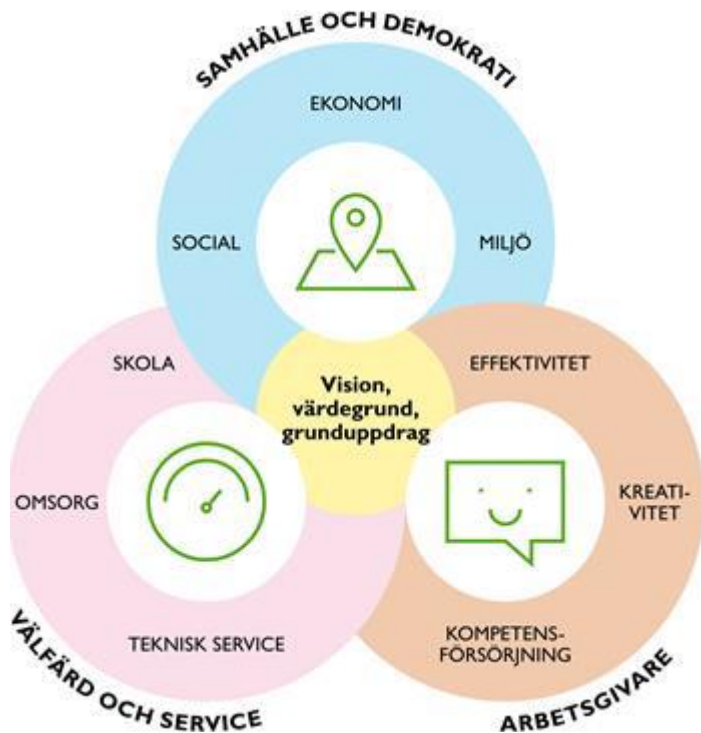 SAMHÄLLE OCH DEMOKRATI
EKONOMI
SOCIAL
MILJÖ
SKOLA
EFFEKTIVITET
Vision,
värdegrund,
grunduppdrag
OMSORG
KREATI-
VITET
TEKNISK SERVICE
KOMPETENS-
FÖRSÖRJNING
VÄLFÄRD OCH SERVICE
ARBETSGIVARE